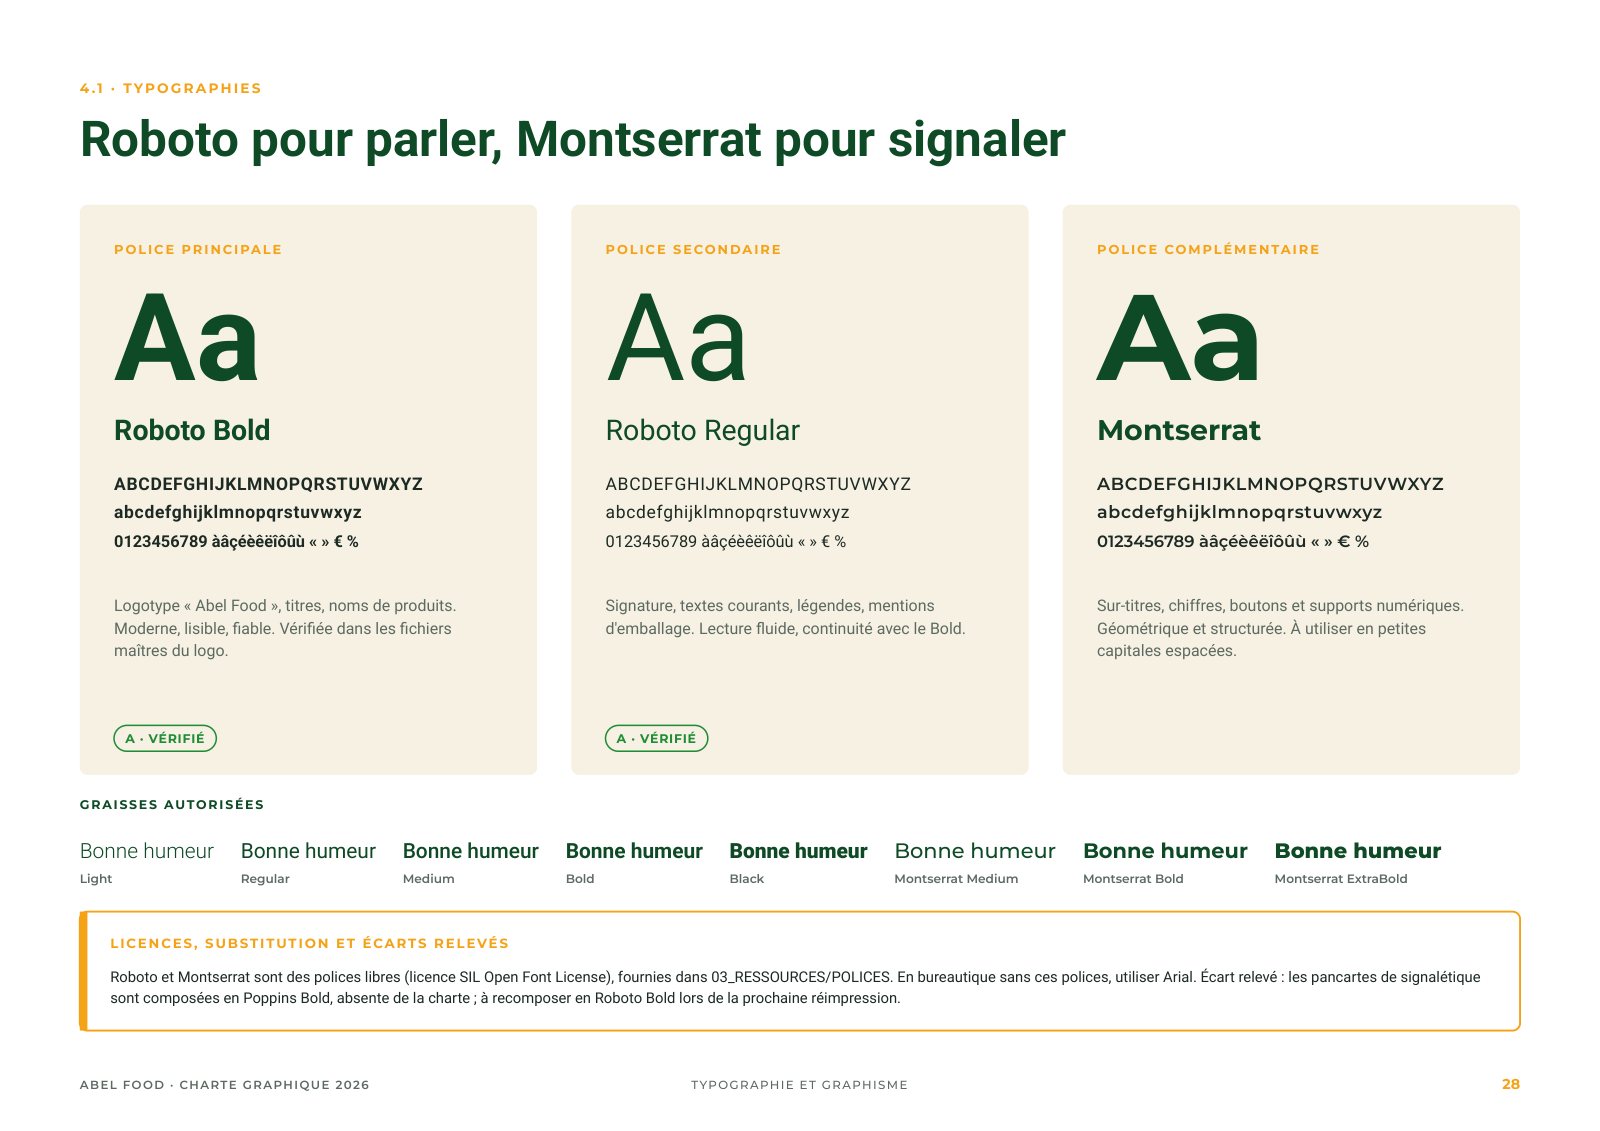 4.1 · TYPOGRAPHIES
Roboto pour parler, Montserrat pour signaler
POLICE PRINCIPALE
Aa
Roboto Bold
ABCDEFGHIJKLMNOPQRSTUVWXYZ
abcdefghijklmnopqrstuvwxyz
0123456789 àâçéèêëîôûù « » € %
Logotype « Abel Food », titres, noms de produits.
Moderne, lisible, fiable. Vérifiée dans les fichiers
maîtres du logo.
A · VÉRIFIÉ
POLICE SECONDAIRE
Aa
Roboto Regular
ABCDEFGHIJKLMNOPQRSTUVWXYZ
abcdefghijklmnopqrstuvwxyz
0123456789 àâçéèêëîôûù « » € %
Signature, textes courants, légendes, mentions
d'emballage. Lecture fluide, continuité avec le Bold.
A · VÉRIFIÉ
POLICE COMPLÉMENTAIRE
Aa
Montserrat
ABCDEFGHIJKLMNOPQRSTUVWXYZ
abcdefghijklmnopqrstuvwxyz
0123456789 àâçéèêëîôûù « » € %
Sur-titres, chiffres, boutons et supports numériques.
Géométrique et structurée. À utiliser en petites
capitales espacées.
GRAISSES AUTORISÉES
Bonne humeur
Light
Bonne humeur
Regular
Bonne humeur
Medium
Bonne humeur
Bold
Bonne humeur
Black
Bonne humeur
Montserrat Medium
Bonne humeur
Montserrat Bold
Bonne humeur
Montserrat ExtraBold
LICENCES, SUBSTITUTION ET ÉCARTS RELEVÉS
Roboto et Montserrat sont des polices libres (licence SIL Open Font License), fournies dans 03_RESSOURCES/POLICES. En bureautique sans ces polices, utiliser Arial. Écart relevé : les pancartes de signalétique
sont composées en Poppins Bold, absente de la charte ; à recomposer en Roboto Bold lors de la prochaine réimpression.
ABEL FOOD · CHARTE GRAPHIQUE 2026
TYPOGRAPHIE ET GRAPHISME
28